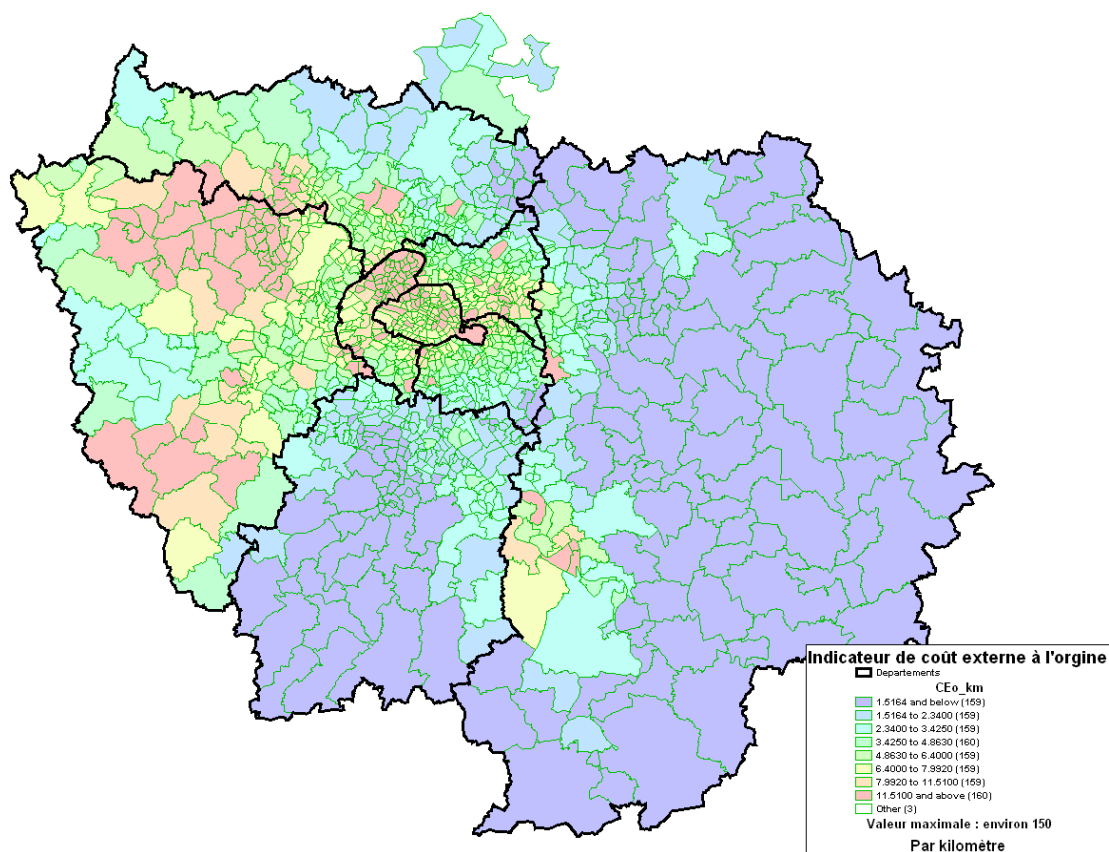 Indicateur de coût externe à l'orgine
Departements
CEo_km
1.5164 and below (159)
1.5164 to 2.3400 (159)
2.3400 to 3.4250 (159)
3.4250 to 4.8630 (160)
4.8630 to 6.4000 (159)
6.4000 to 7.9920 (159)
7.9920 to 11.5100 (159)
11.5100 and above (160)
Other (3)
Valeur maximale : environ 150
Par kilomètre